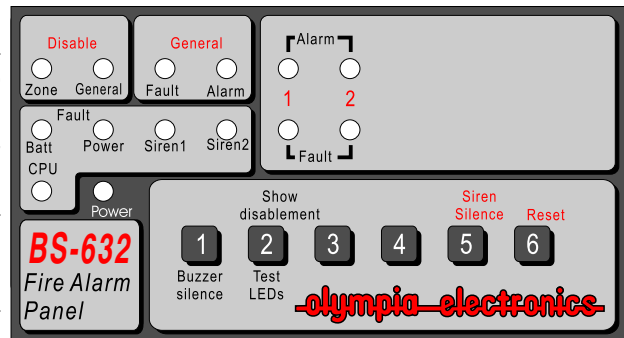 Disable
General
Alarm
Zone
General
Fault
Alarm
1
2
Fault
Batt
Power
Siren1
Siren2
Fault
CPU
Power
Show
disablement
Siren
Silence
Reset
1
2
3
4
5
6
Buzzer
silence
Test
LEDs
BS-632
Fire Alarm
Panel
olympia electronics